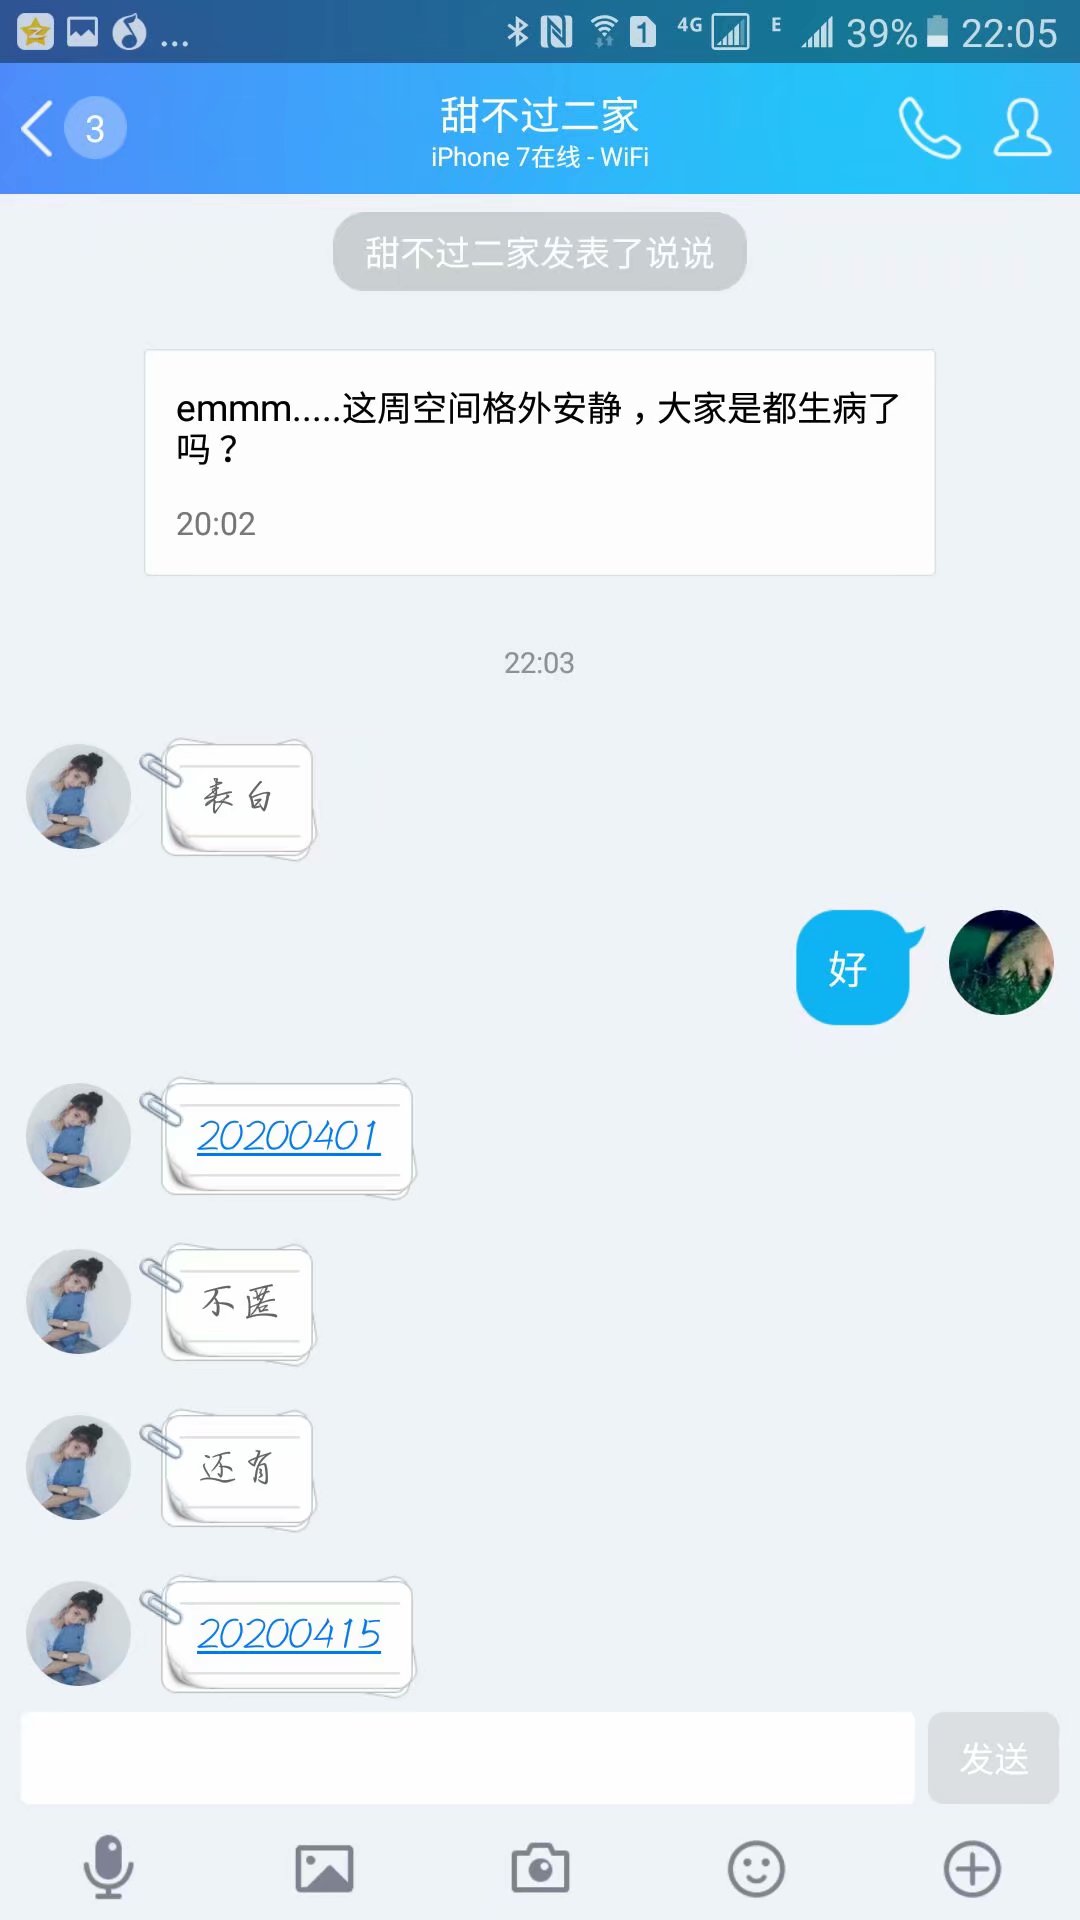 ... 1 4G E 39% 22:05
3
甜不过二家
iPhone 7在线 - WiFi
甜不过二家发表了说说
emmm.....这周空间格外安静，大家是都生病了
吗？
20:02
22:03
表白
好
20200401
不匿
还有
20200415
发送